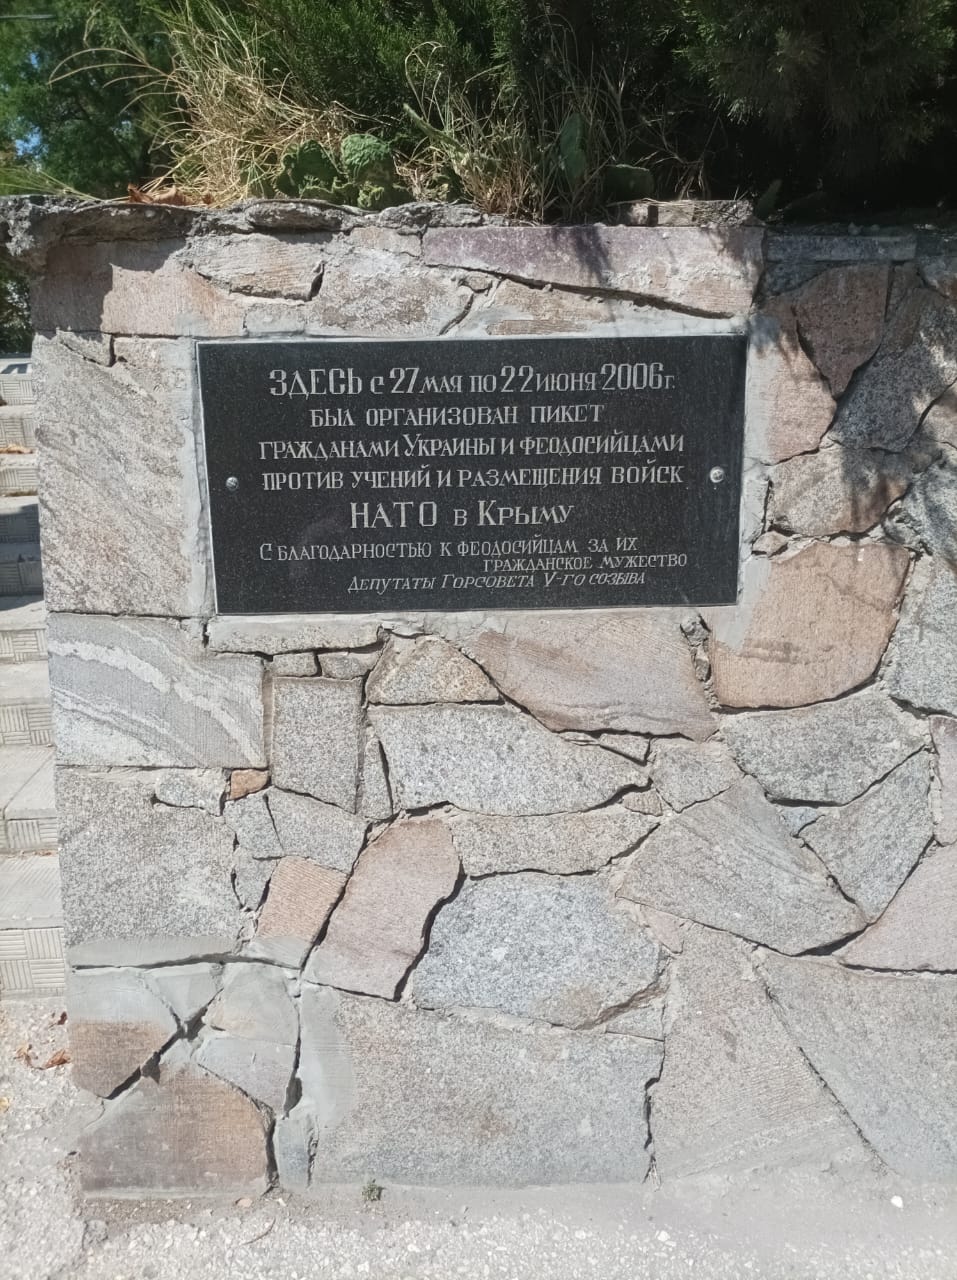 ЗДЕСЬ с 27 мая по 22 июня 2006 г.
был организован пикет
гражданами Украины и феодосийцами
против учений и размещения войск
НАТО в Крыму
С благодарностью к феодосийцам за их
гражданское мужество
Депутаты Горсовета V-го созыва